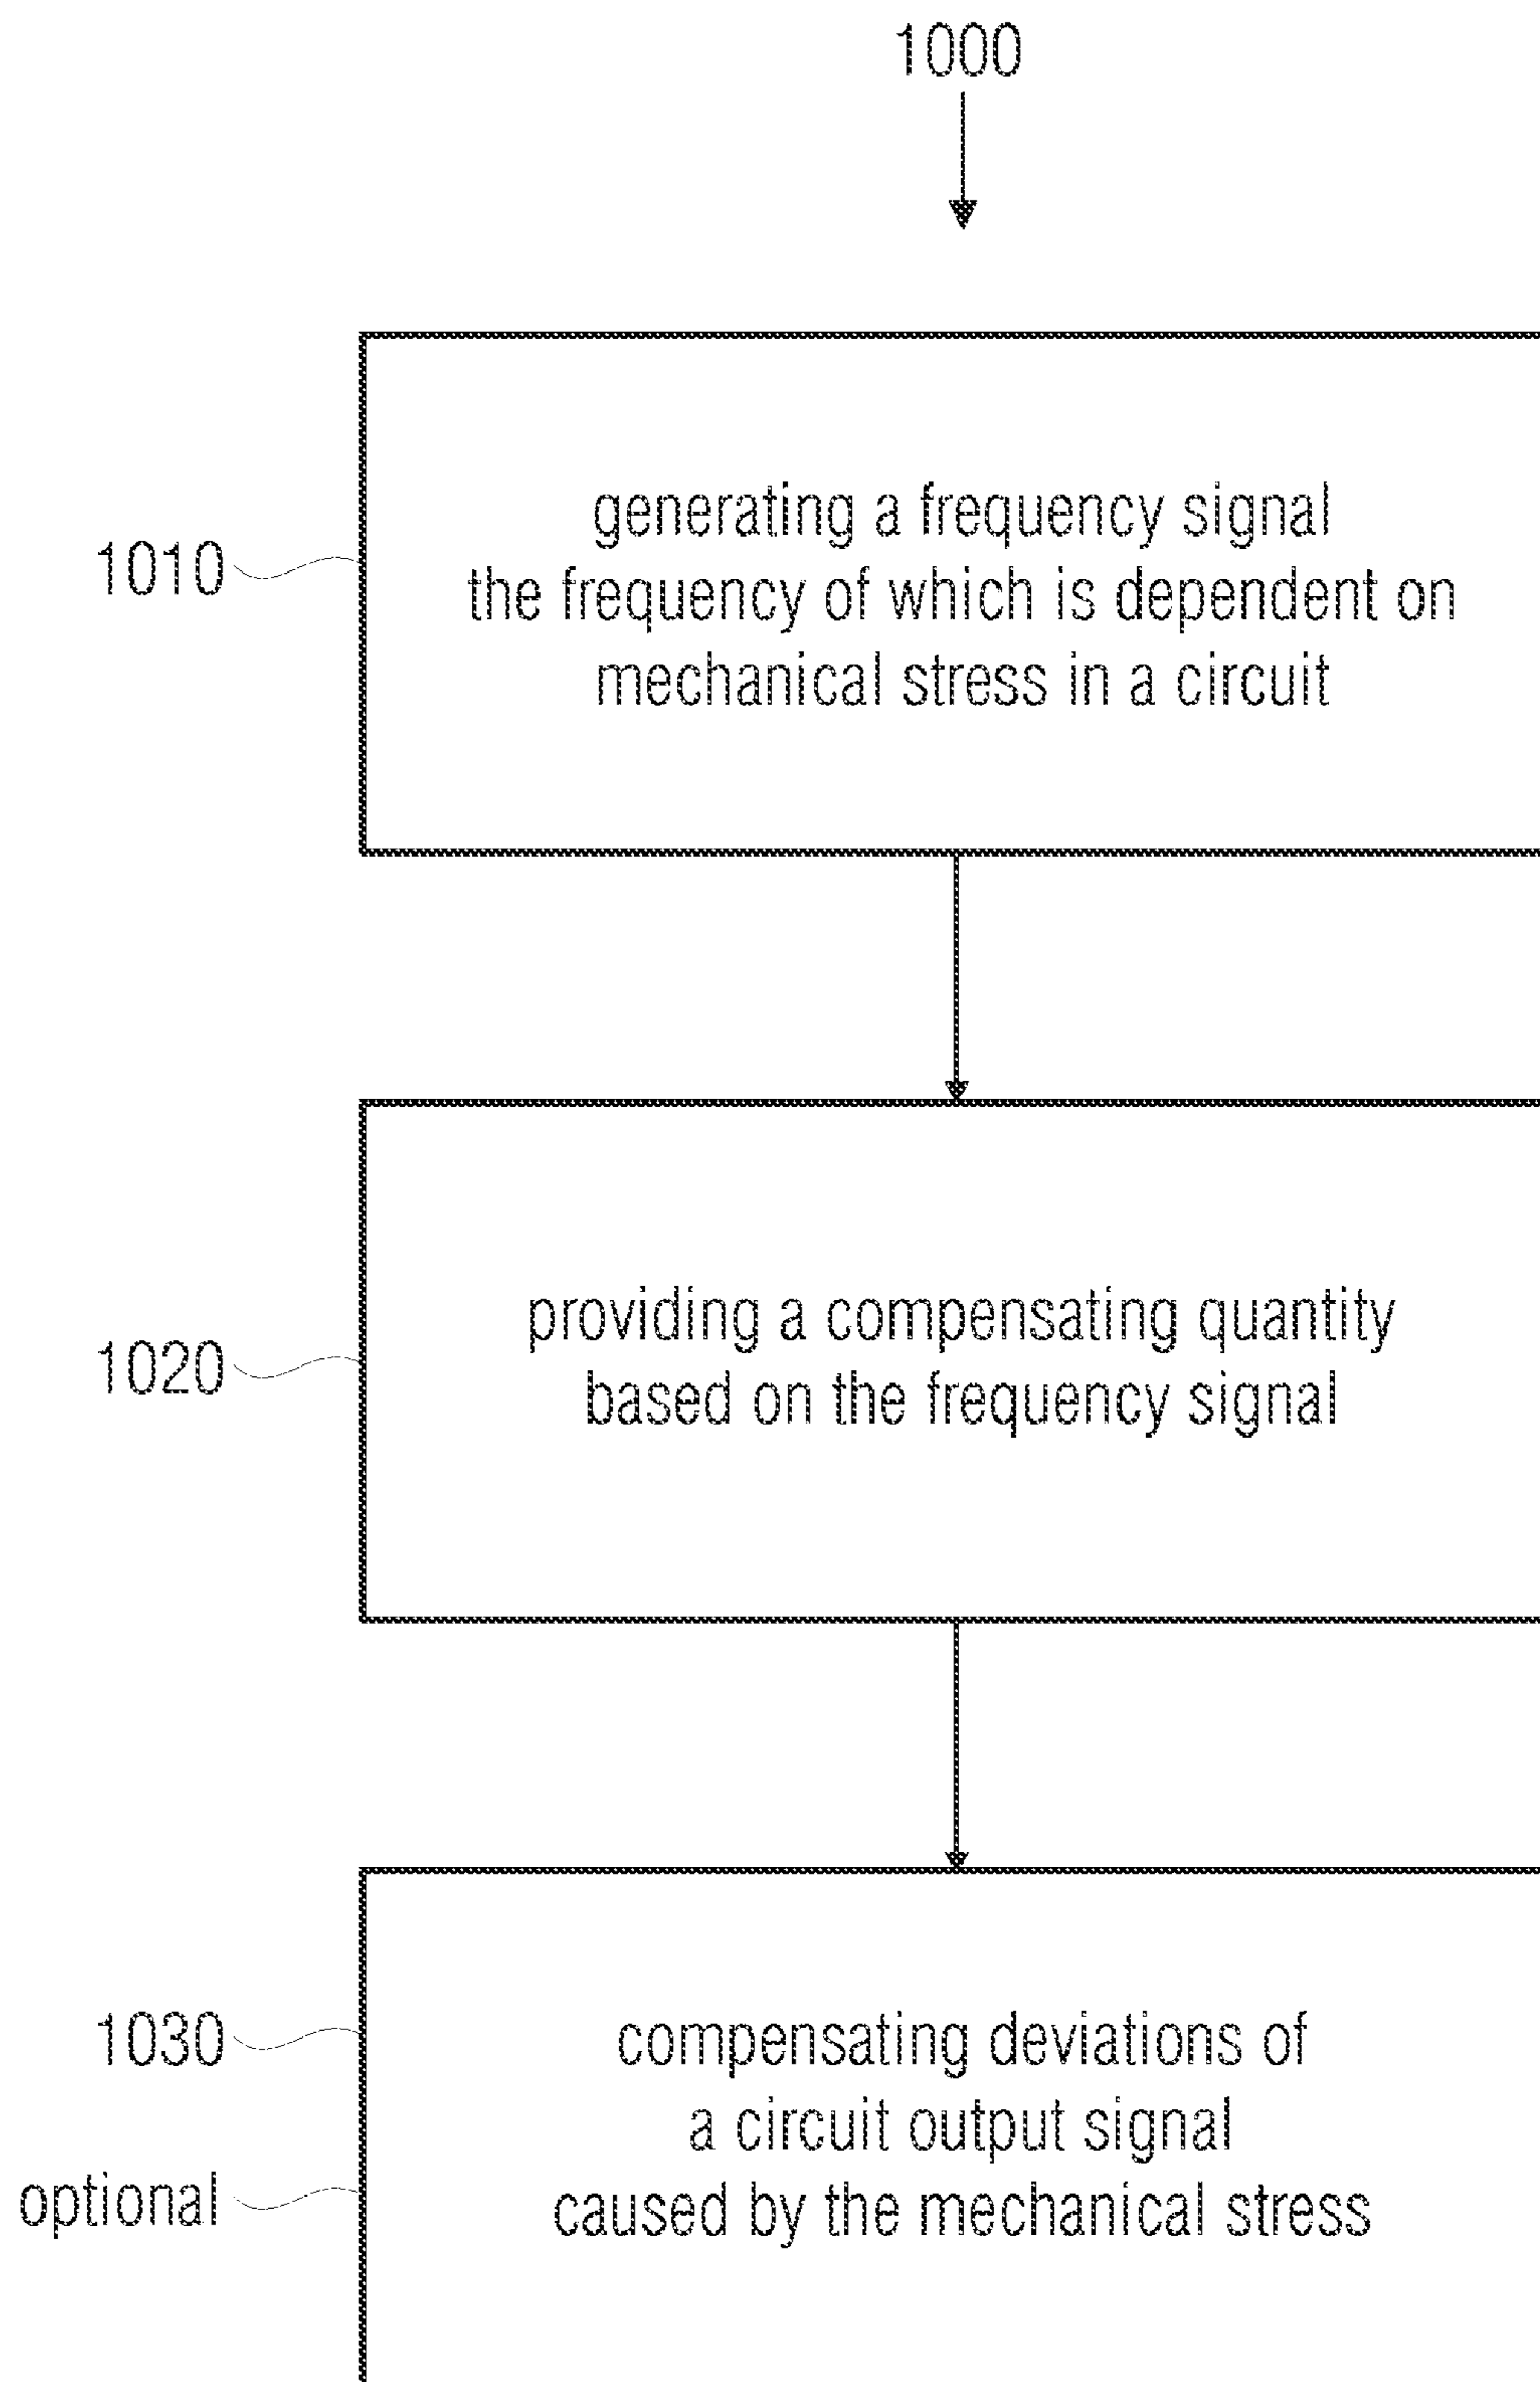 1000
1010
generating a frequency signal
the frequency of which is dependent on
mechanical stress in a circuit
1020
providing a compensating quantity
based on the frequency signal
1030
optional
compensating deviations of
a circuit output signal
caused by the mechanical stress